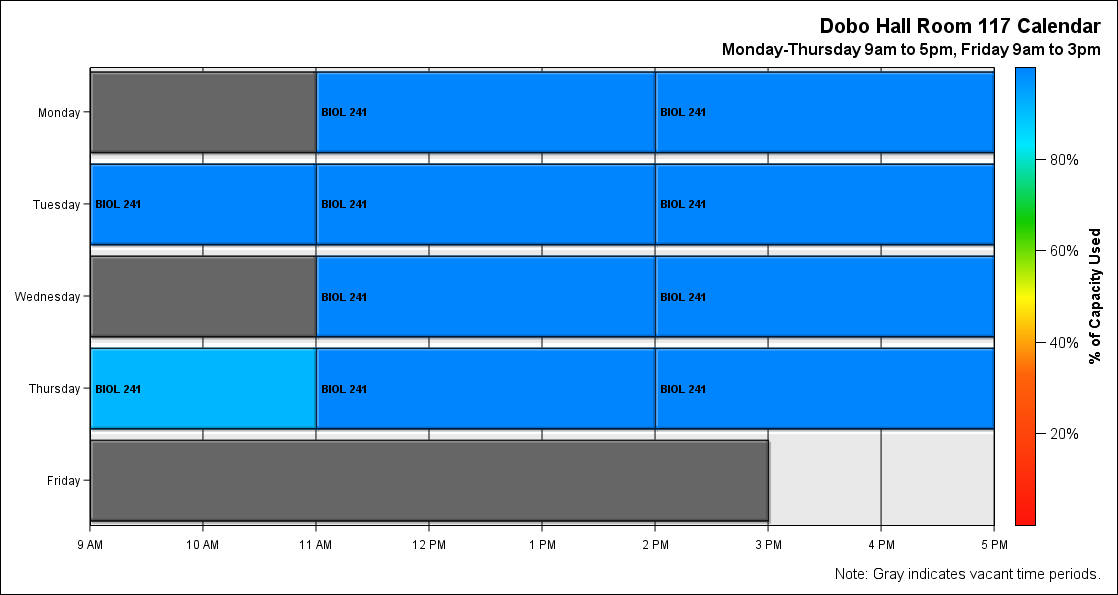 Dobo Hall Room 117 Calendar
Monday-Thursday 9am to 5pm, Friday 9am to 3pm
Monday
BIOL 241
BIOL 241
Tuesday
BIOL 241
BIOL 241
BIOL 241
Wednesday
BIOL 241
BIOL 241
Thursday
BIOL 241
BIOL 241
BIOL 241
Friday
9 AM 10 AM 11 AM 12 PM 1 PM 2 PM 3 PM 4 PM 5 PM
80%
60%
40%
20%
% of Capacity Used
Note: Gray indicates vacant time periods.